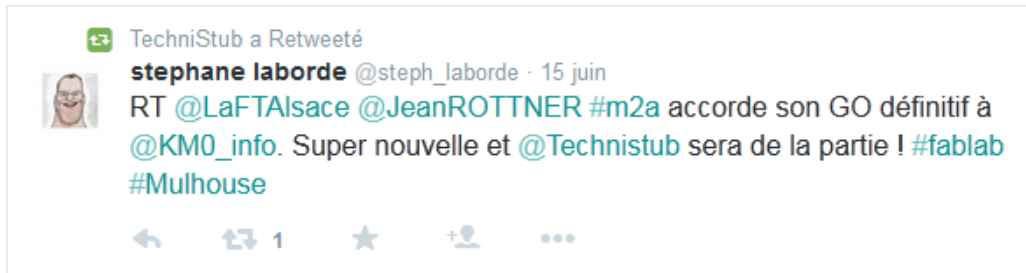 TechniStub a Retweeté
stephane laborde @steph_laborde · 15 juin
RT @LaFTAlsace @JeanROTTNER #m2a accorde son GO définitif à
@KM0_info. Super nouvelle et @Technistub sera de la partie ! #fablab
#Mulhouse
1